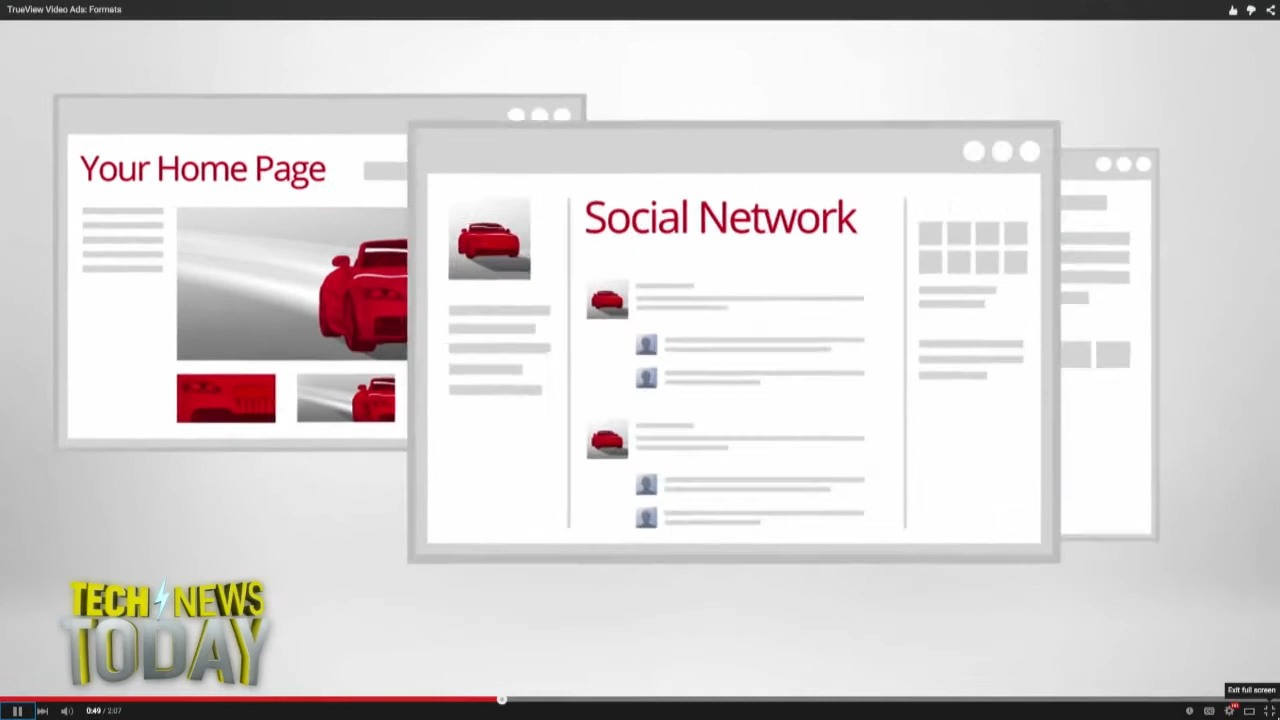 TrueView Video Ads: Formats
Your Home Page
Social Network
TECH NEWS
TODAY
Exit full screen
0:49 / 2:07